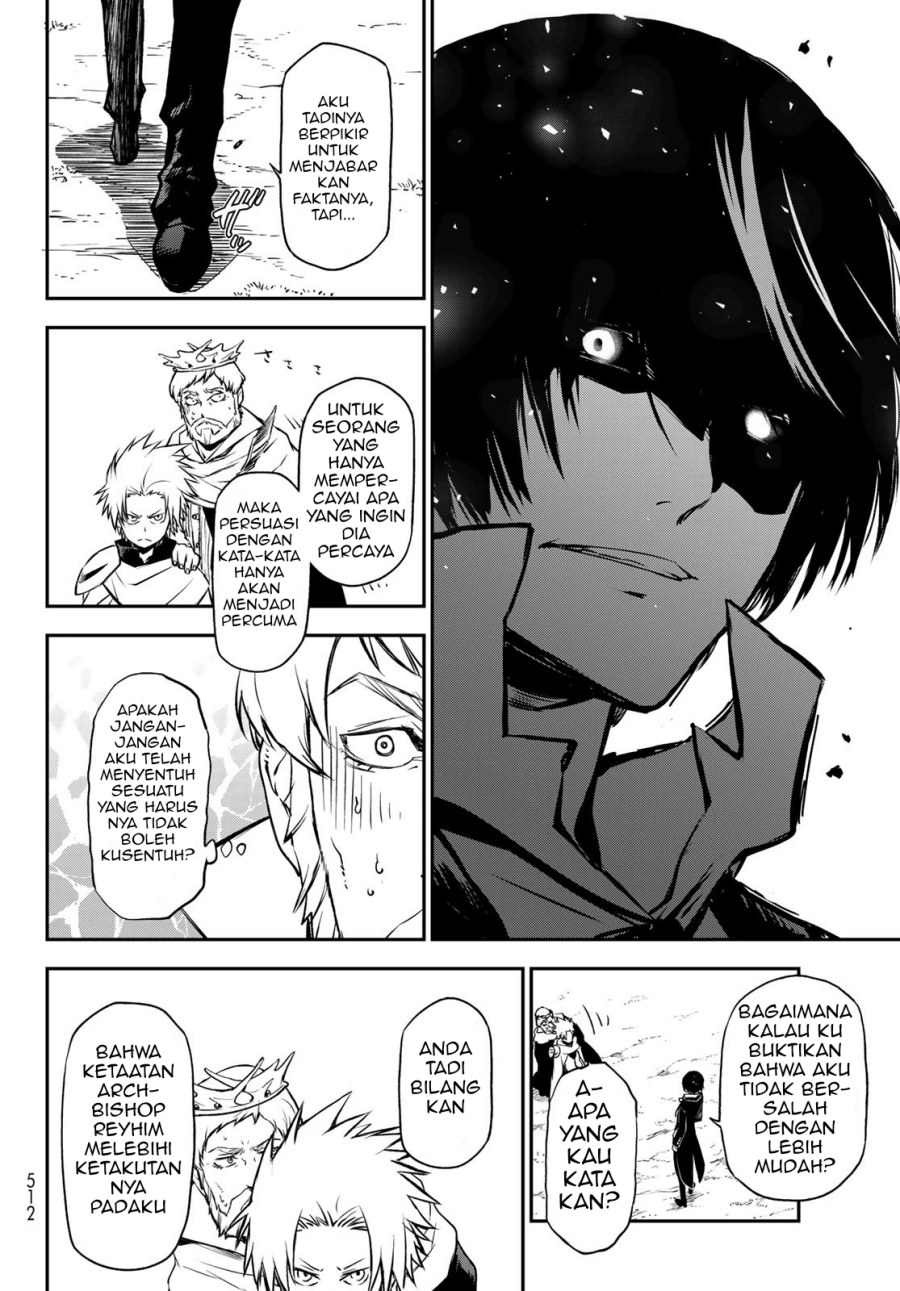 AKU
TADINYA
BERPIKIR
UNTUK
MENJABAR
KAN
FAKTANYA,
TAPI...
UNTUK
SEORANG
YANG
HANYA
MEMPER-
CAYAI APA
YANG INGIN
DIA
PERCAYA
MAKA
PERSUASI
DENGAN
KATA-KATA
HANYA
AKAN
MENJADI
PERCUMA
APAKAH
JANGAN-
JANGAN
AKU TELAH
MENYENTUH
SESUATU
YANG HARUS
NYA TIDAK
BOLEH
KUSENTUH?
BAGAIMANA
KALAU KU
BUKTIKAN
BAHWA AKU
TIDAK BER-
SALAH
DENGAN
LEBIH
MUDAH?
A-
APA
YANG
KAU
KATA
KAN?
ANDA
TADI
BILANG
KAN
BAHWA
KETAATAN
ARCH-
BISHOP
REYHIM
MELEBIHI
KETAKUTAN
NYA
PADAKU
512